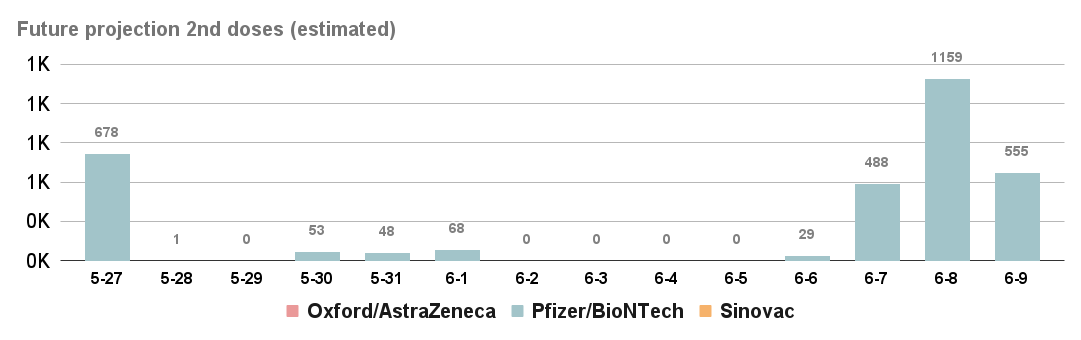 Future projection 2nd doses (estimated)
1K
1K
1K
1K
0K
0K
678
1
0
53
48
68
0
0
0
0
29
488
1159
555
5-27 5-28 5-29 5-30 5-31 6-1 6-2 6-3 6-4 6-5 6-6 6-7 6-8 6-9
Oxford/AstraZeneca Pfizer/BioNTech Sinovac